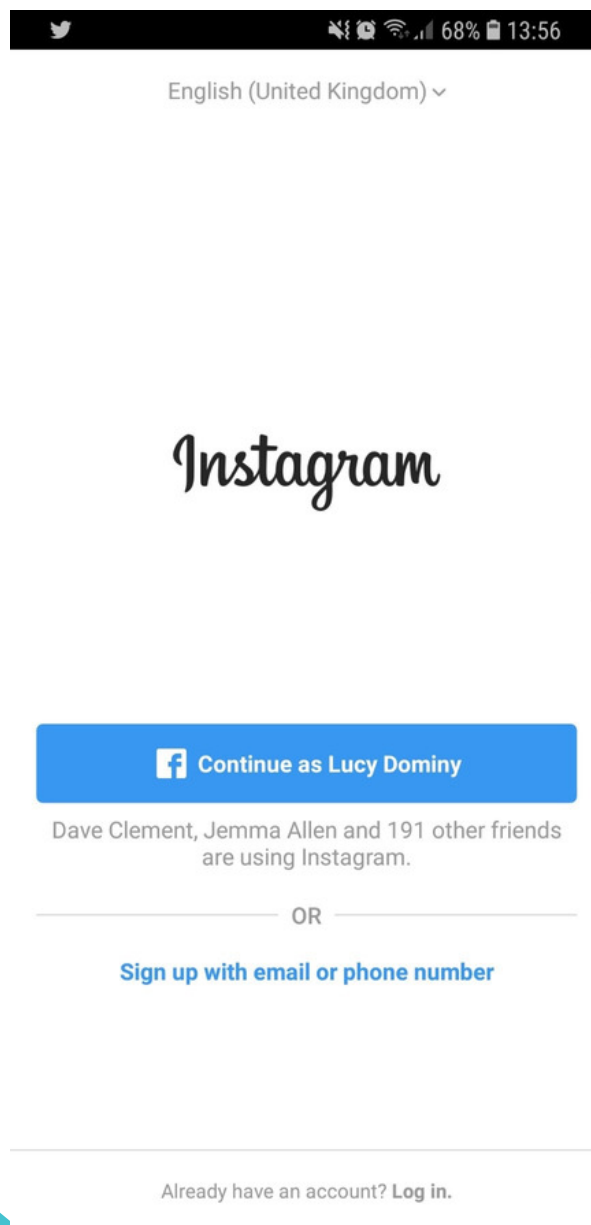 68% 13:56
English (United Kingdom)
Instagram
Continue as Lucy Dominy
Dave Clement, Jemma Allen and 191 other friends
are using Instagram.
OR
Sign up with email or phone number
Already have an account? Log in.